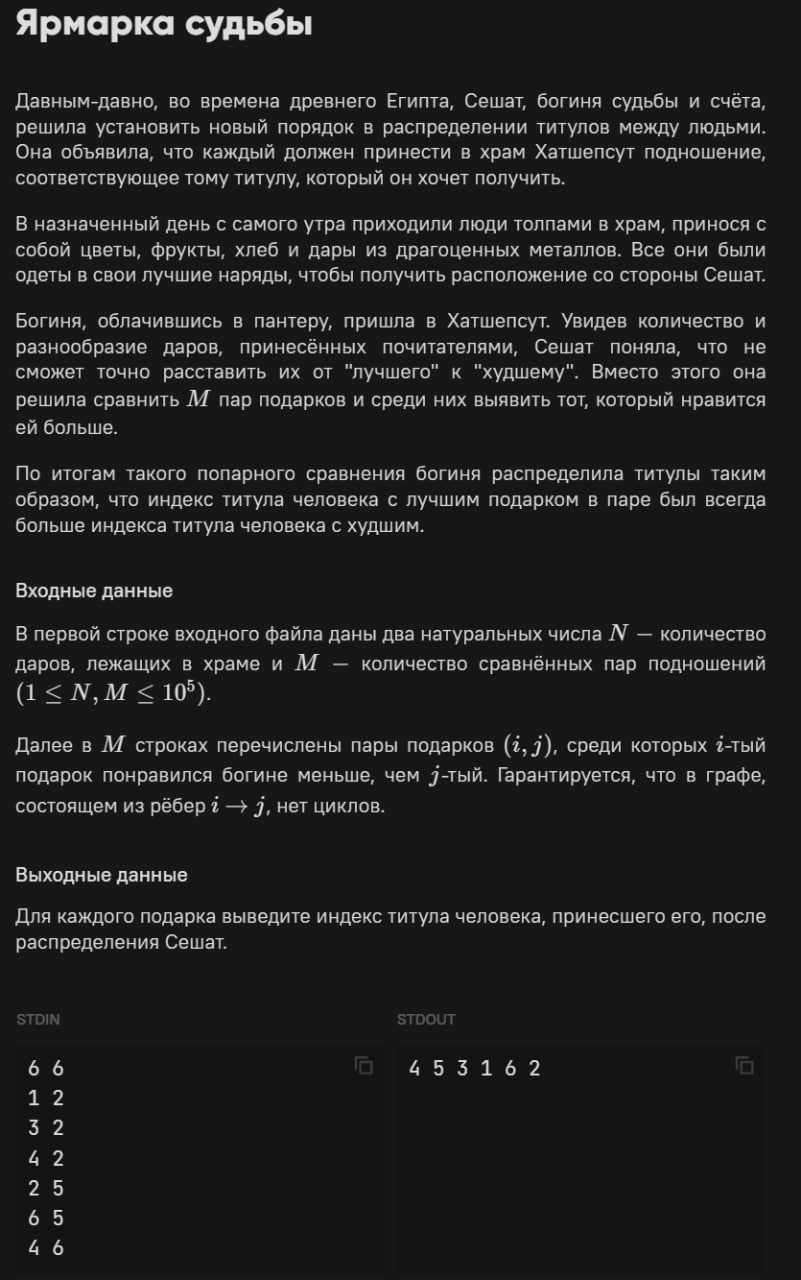 Ярмарка судьбы
Давным-давно, во времена древнего Египта, Сешат, богиня судьбы и счёта,
решила установить новый порядок в распределении титулов между людьми.
Она объявила, что каждый должен принести в храм Хатшепсут подношение,
соответствующее тому титулу, который он хочет получить.
В назначенный день с самого утра приходили люди толпами в храм, принося с
собой цветы, фрукты, хлеб и дары из драгоценных металлов. Все они были
одеты в свои лучшие наряды, чтобы получить расположение со стороны Сешат.
Богиня, облачившись в пантеру, пришла в Хатшепсут. Увидев количество и
разнообразие даров, принесённых почитателями, Сешат поняла, что не
сможет точно расставить их от "лучшего" к "худшему". Вместо этого она
решила сравнить M пар подарков и среди них выявить тот, который нравится
ей больше.
По итогам такого попарного сравнения богиня распределила титулы таким
образом, что индекс титула человека с лучшим подарком в паре был всегда
больше индекса титула человека с худшим.
Входные данные
В первой строке входного файла даны два натуральных числа N — количество
даров, лежащих в храме и M — количество сравнённых пар подношений
(1 ≤ N, M ≤ 10⁵).
Далее в M строках перечислены пары подарков (i, j), среди которых i-тый
подарок понравился богине меньше, чем j-тый. Гарантируется, что в графе,
состоящем из рёбер i → j, нет циклов.
Выходные данные
Для каждого подарка выведите индекс титула человека, принесшего его, после
распределения Сешат.
STDIN
6 6
1 2
3 2
4 2
2 5
6 5
4 6
STDOUT
4 5 3 1 6 2